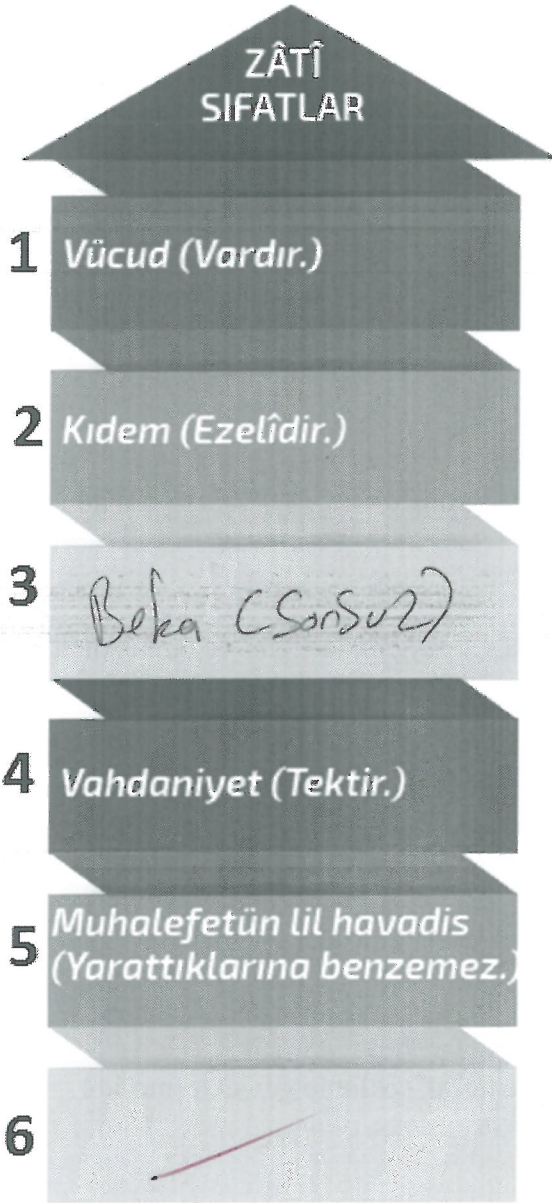 ZÂTÎ
SIFATLAR
1 Vücud (Vardır.)
2 Kıdem (Ezelîdir.)
3 Beka (Sonsuz)
4 Vahdaniyet (Tektir.)
5 Muhalefetün lil havadis
(Yarattıklarına benzemez.)
6